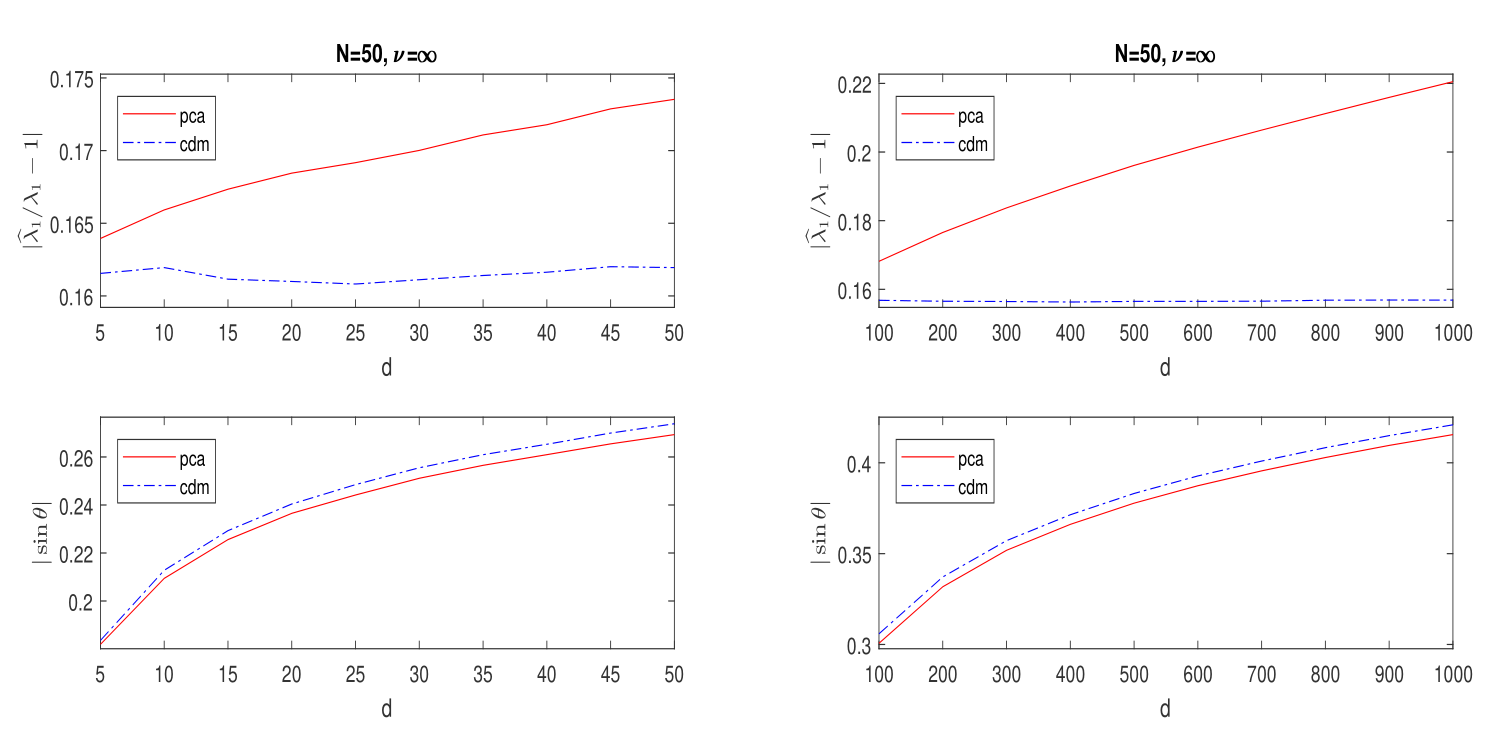 N=50, ν=∞
0.175
0.17
0.165
0.16
|λ̂₁/λ₁ − 1|
pca
cdm
5 10 15 20 25 30 35 40 45 50
d
N=50, ν=∞
0.22
0.2
0.18
0.16
|λ̂₁/λ₁ − 1|
pca
cdm
100 200 300 400 500 600 700 800 900 1000
d
0.26
0.24
0.22
0.2
| sin θ|
pca
cdm
5 10 15 20 25 30 35 40 45 50
d
0.4
0.35
0.3
| sin θ|
pca
cdm
100 200 300 400 500 600 700 800 900 1000
d